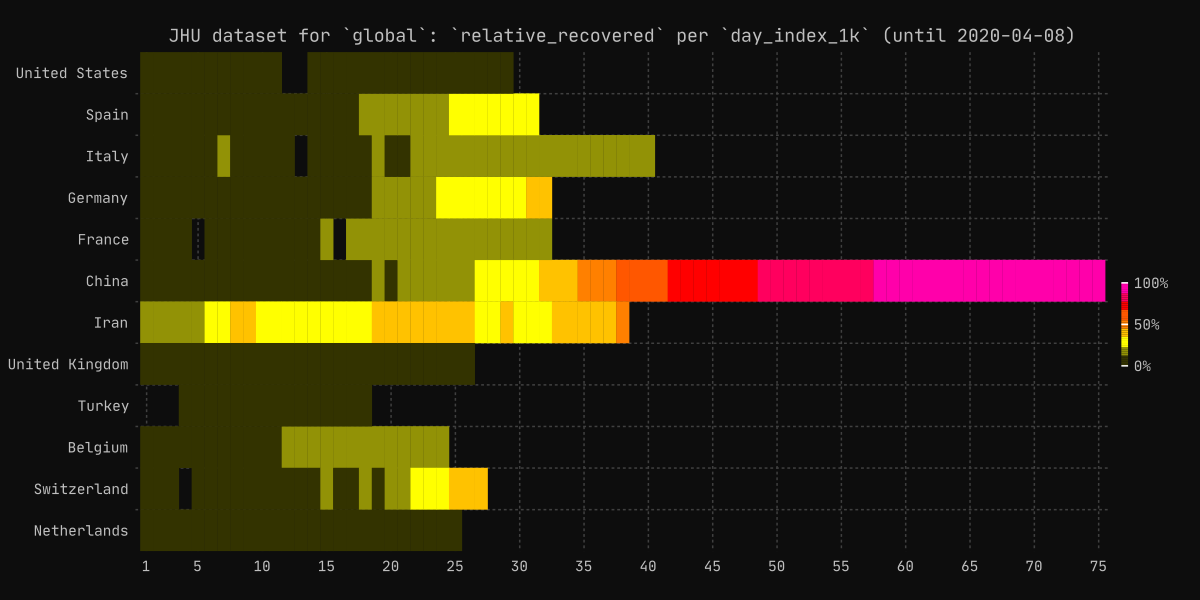 JHU dataset for `global`: `relative_recovered` per `day_index_1k` (until 2020-04-08)
United States
Spain
Italy
Germany
France
China
Iran
United Kingdom
Turkey
Belgium
Switzerland
Netherlands
1 5 10 15 20 25 30 35 40 45 50 55 60 65 70 75
100%
50%
0%